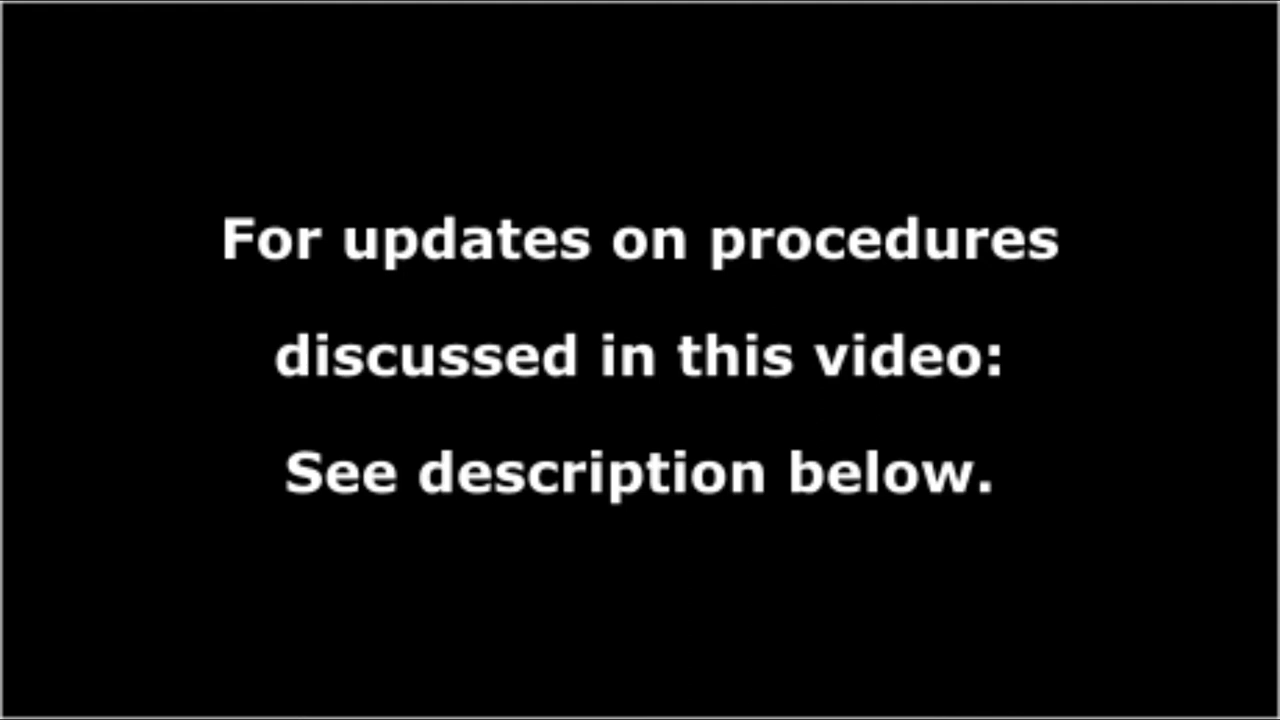 For updates on procedures
discussed in this video:
See description below.